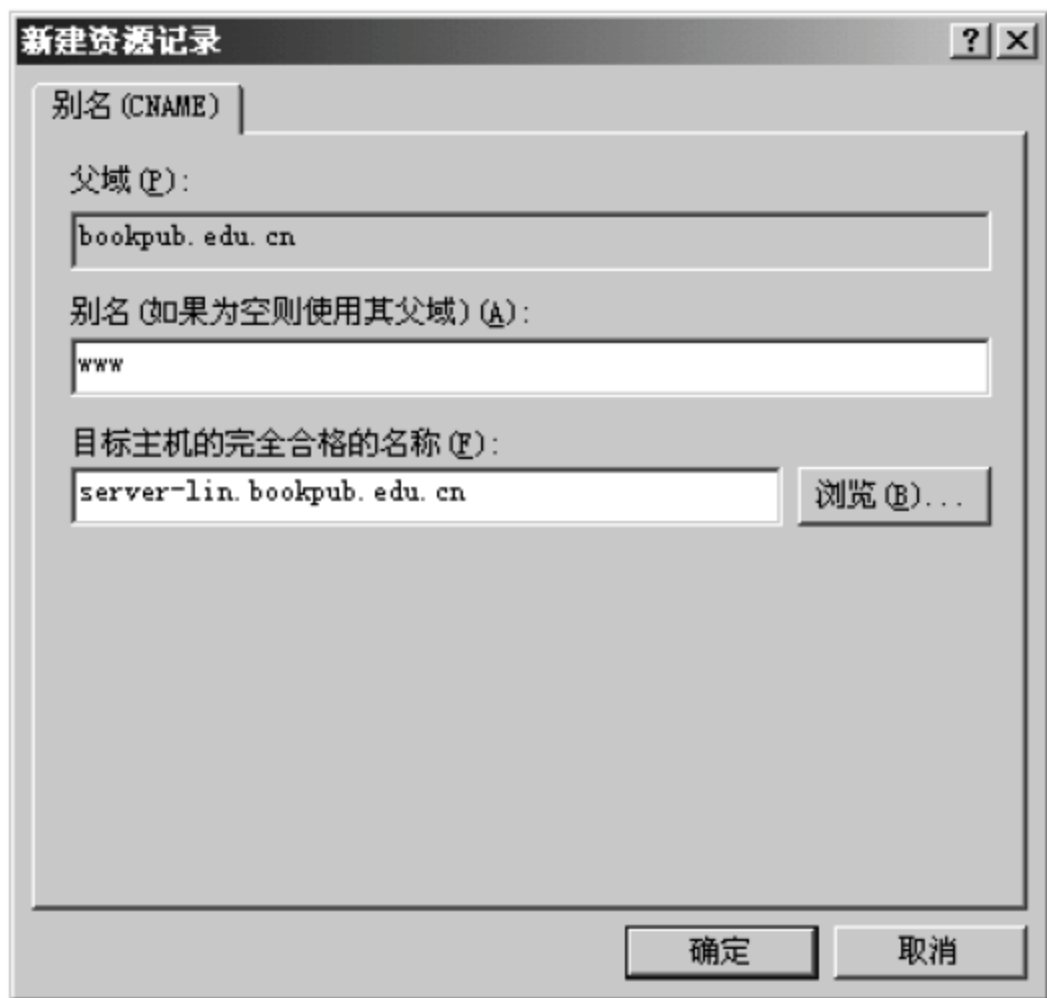 新建资源记录
别名(CNAME)
父域(P):
bookpub.edu.cn
别名(如果为空则使用其父域)(A):
www
目标主机的完全合格的名称(F):
server-lin.bookpub.edu.cn
浏览(B)...
确定 取消